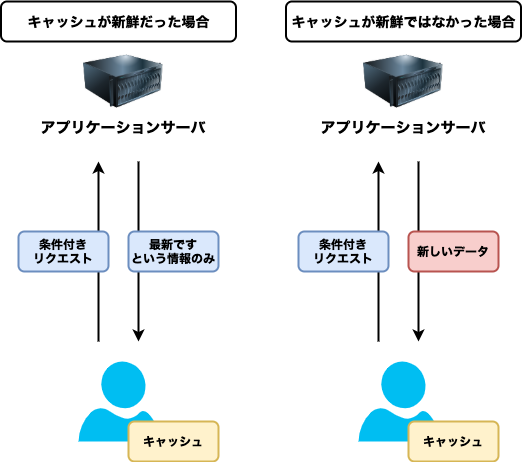 キャッシュが新鮮だった場合
アプリケーションサーバ
条件付き
リクエスト
最新です
という情報のみ
キャッシュ
キャッシュが新鮮ではなかった場合
アプリケーションサーバ
条件付き
リクエスト
新しいデータ
キャッシュ